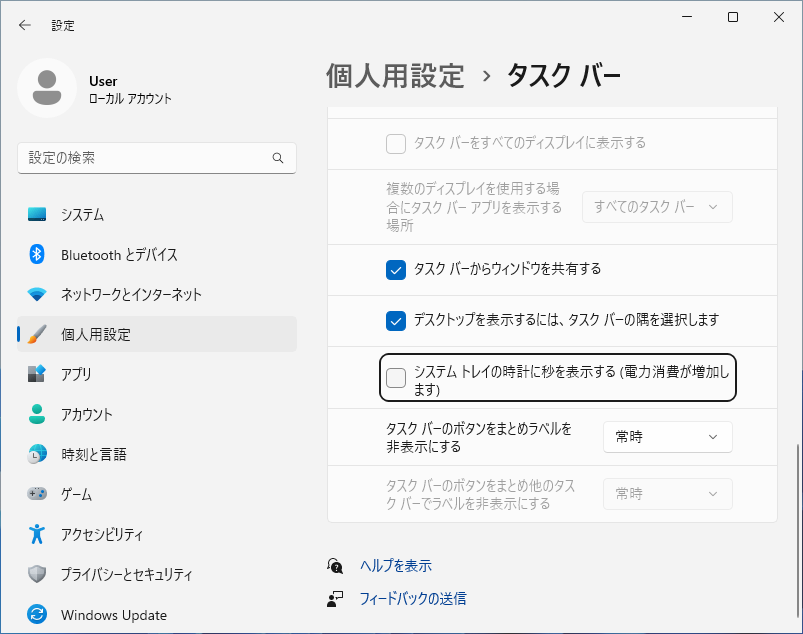 設定
User
ローカル アカウント
設定の検索
システム
Bluetooth とデバイス
ネットワークとインターネット
個人用設定
アプリ
アカウント
時刻と言語
ゲーム
アクセシビリティ
プライバシーとセキュリティ
Windows Update
個人用設定 › タスク バー
タスク バーをすべてのディスプレイに表示する
複数のディスプレイを使用する場
合にタスク バー アプリを表示する
場所
すべてのタスク バー
タスク バーからウィンドウを共有する
デスクトップを表示するには、タスク バーの隅を選択します
システム トレイの時計に秒を表示する (電力消費が増加し
ます)
タスク バーのボタンをまとめラベルを
非表示にする
常時
タスク バーのボタンをまとめ他のタス
ク バーでラベルを非表示にする
常時
ヘルプを表示
フィードバックの送信